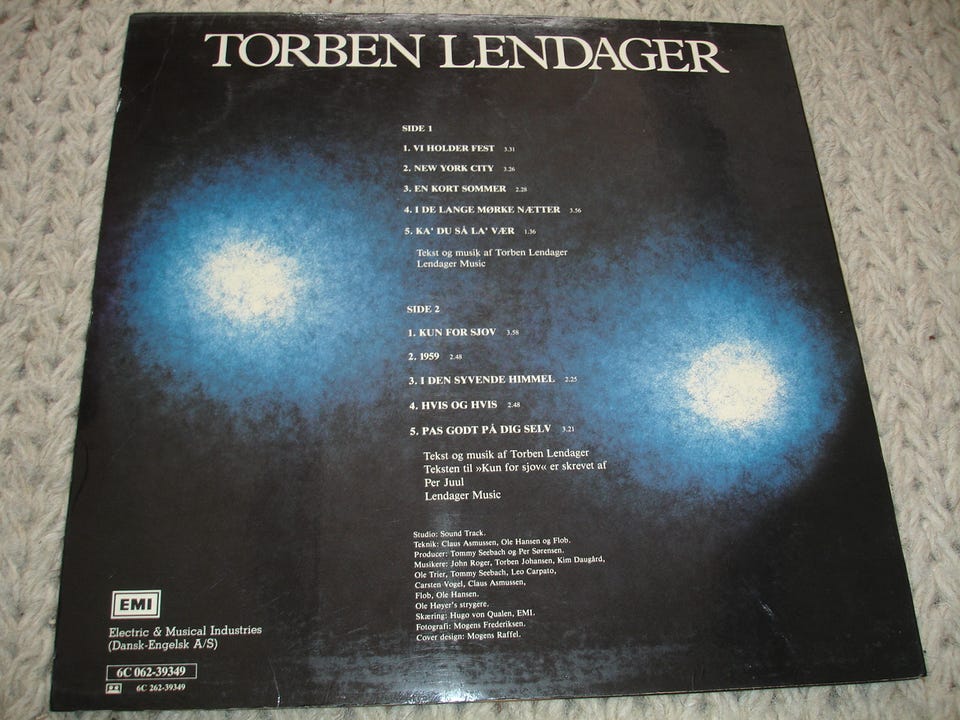 TORBEN LENDAGER
SIDE 1
1. VI HOLDER FEST 3.31
2. NEW YORK CITY 3.26
3. EN KORT SOMMER 2.28
4. I DE LANGE MØRKE NÆTTER 3.56
5. KA' DU SÅ LA' VÆR 1.36
Tekst og musik af Torben Lendager
Lendager Music
SIDE 2
1. KUN FOR SJOV 3.58
2. 1959 2.48
3. I DEN SYVENDE HIMMEL 2.25
4. HVIS OG HVIS 2.48
5. PAS GODT PÅ DIG SELV 3.21
Tekst og musik af Torben Lendager
Teksten til »Kun for sjov« er skrevet af
Per Juul
Lendager Music
Studio: Sound Track.
Teknik: Claus Asmussen, Ole Hansen og Flob.
Producer: Tommy Seebach og Per Sørensen.
Musikere: John Roger, Torben Johansen, Kim Daugård,
Ole Trier, Tommy Seebach, Leo Carpato,
Carsten Vogel, Claus Asmussen,
Flob, Ole Hansen.
Ole Høyer's strygere.
Skæring: Hugo von Qualen, EMI.
Fotografi: Mogens Frederiksen.
Cover design: Mogens Raffel.
EMI
Electric & Musical Industries
(Dansk-Engelsk A/S)
6C 062-39349
6C 262-39349